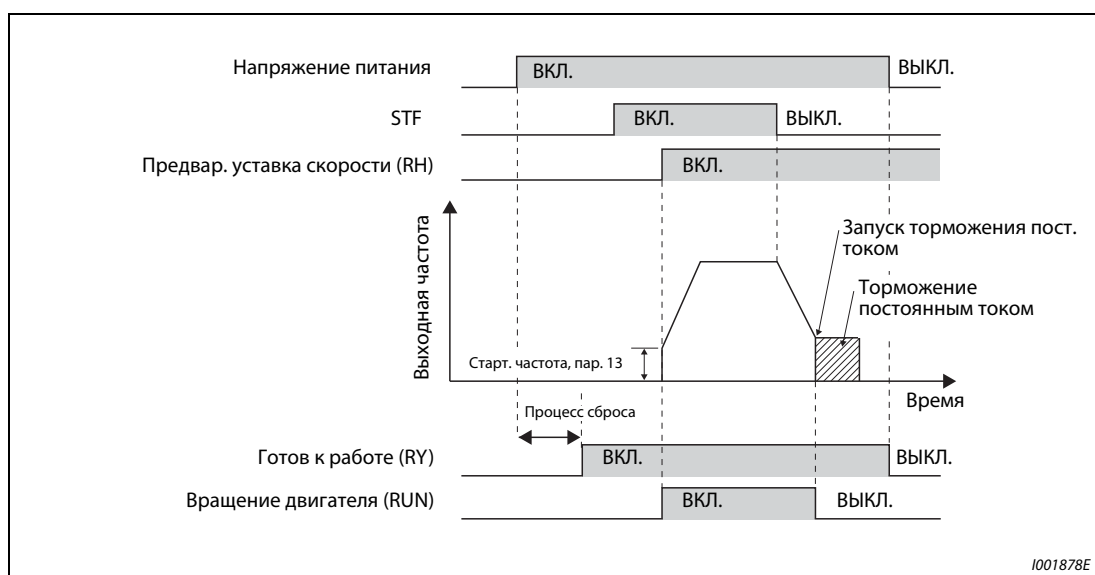 Напряжение питания
ВКЛ.
ВЫКЛ.
STF
ВКЛ.
ВЫКЛ.
Предвар. уставка скорости (RH)
ВКЛ.
Выходная частота
Запуск торможения пост.
током
Торможение
постоянным током
Старт. частота, пар. 13
Время
Процесс сброса
Готов к работе (RY)
ВКЛ.
ВЫКЛ.
Вращение двигателя (RUN)
ВКЛ.
ВЫКЛ.
I001878E